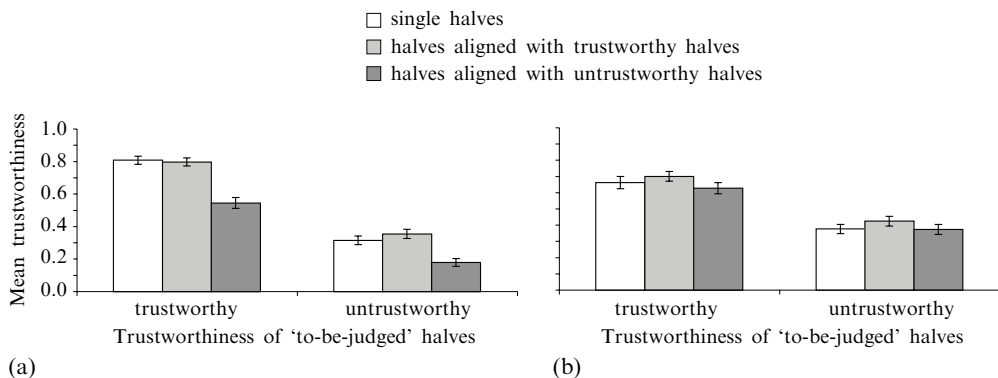 single halves
halves aligned with trustworthy halves
halves aligned with untrustworthy halves
Mean trustworthiness
1.0
0.8
0.6
0.4
0.2
0.0
trustworthy untrustworthy
Trustworthiness of ‘to-be-judged’ halves
(a)
trustworthy untrustworthy
Trustworthiness of ‘to-be-judged’ halves
(b)